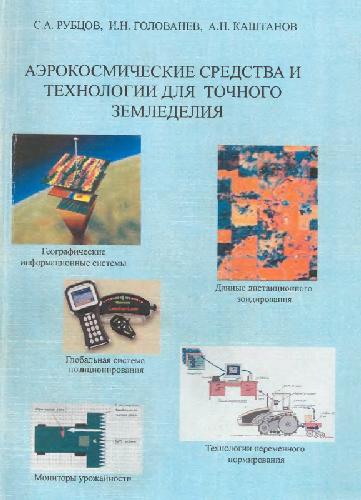 С.А. РУБЦОВ, И.Н. ГОЛОВАНЕВ, А.Н. КАШТАНОВ
АЭРОКОСМИЧЕСКИЕ СРЕДСТВА И
ТЕХНОЛОГИИ ДЛЯ ТОЧНОГО
ЗЕМЛЕДЕЛИЯ
Географические
информационные системы
Данные дистанционного
зондирования
Глобальная система
позиционирования
Технологии переменного
нормирования
Мониторы урожайности